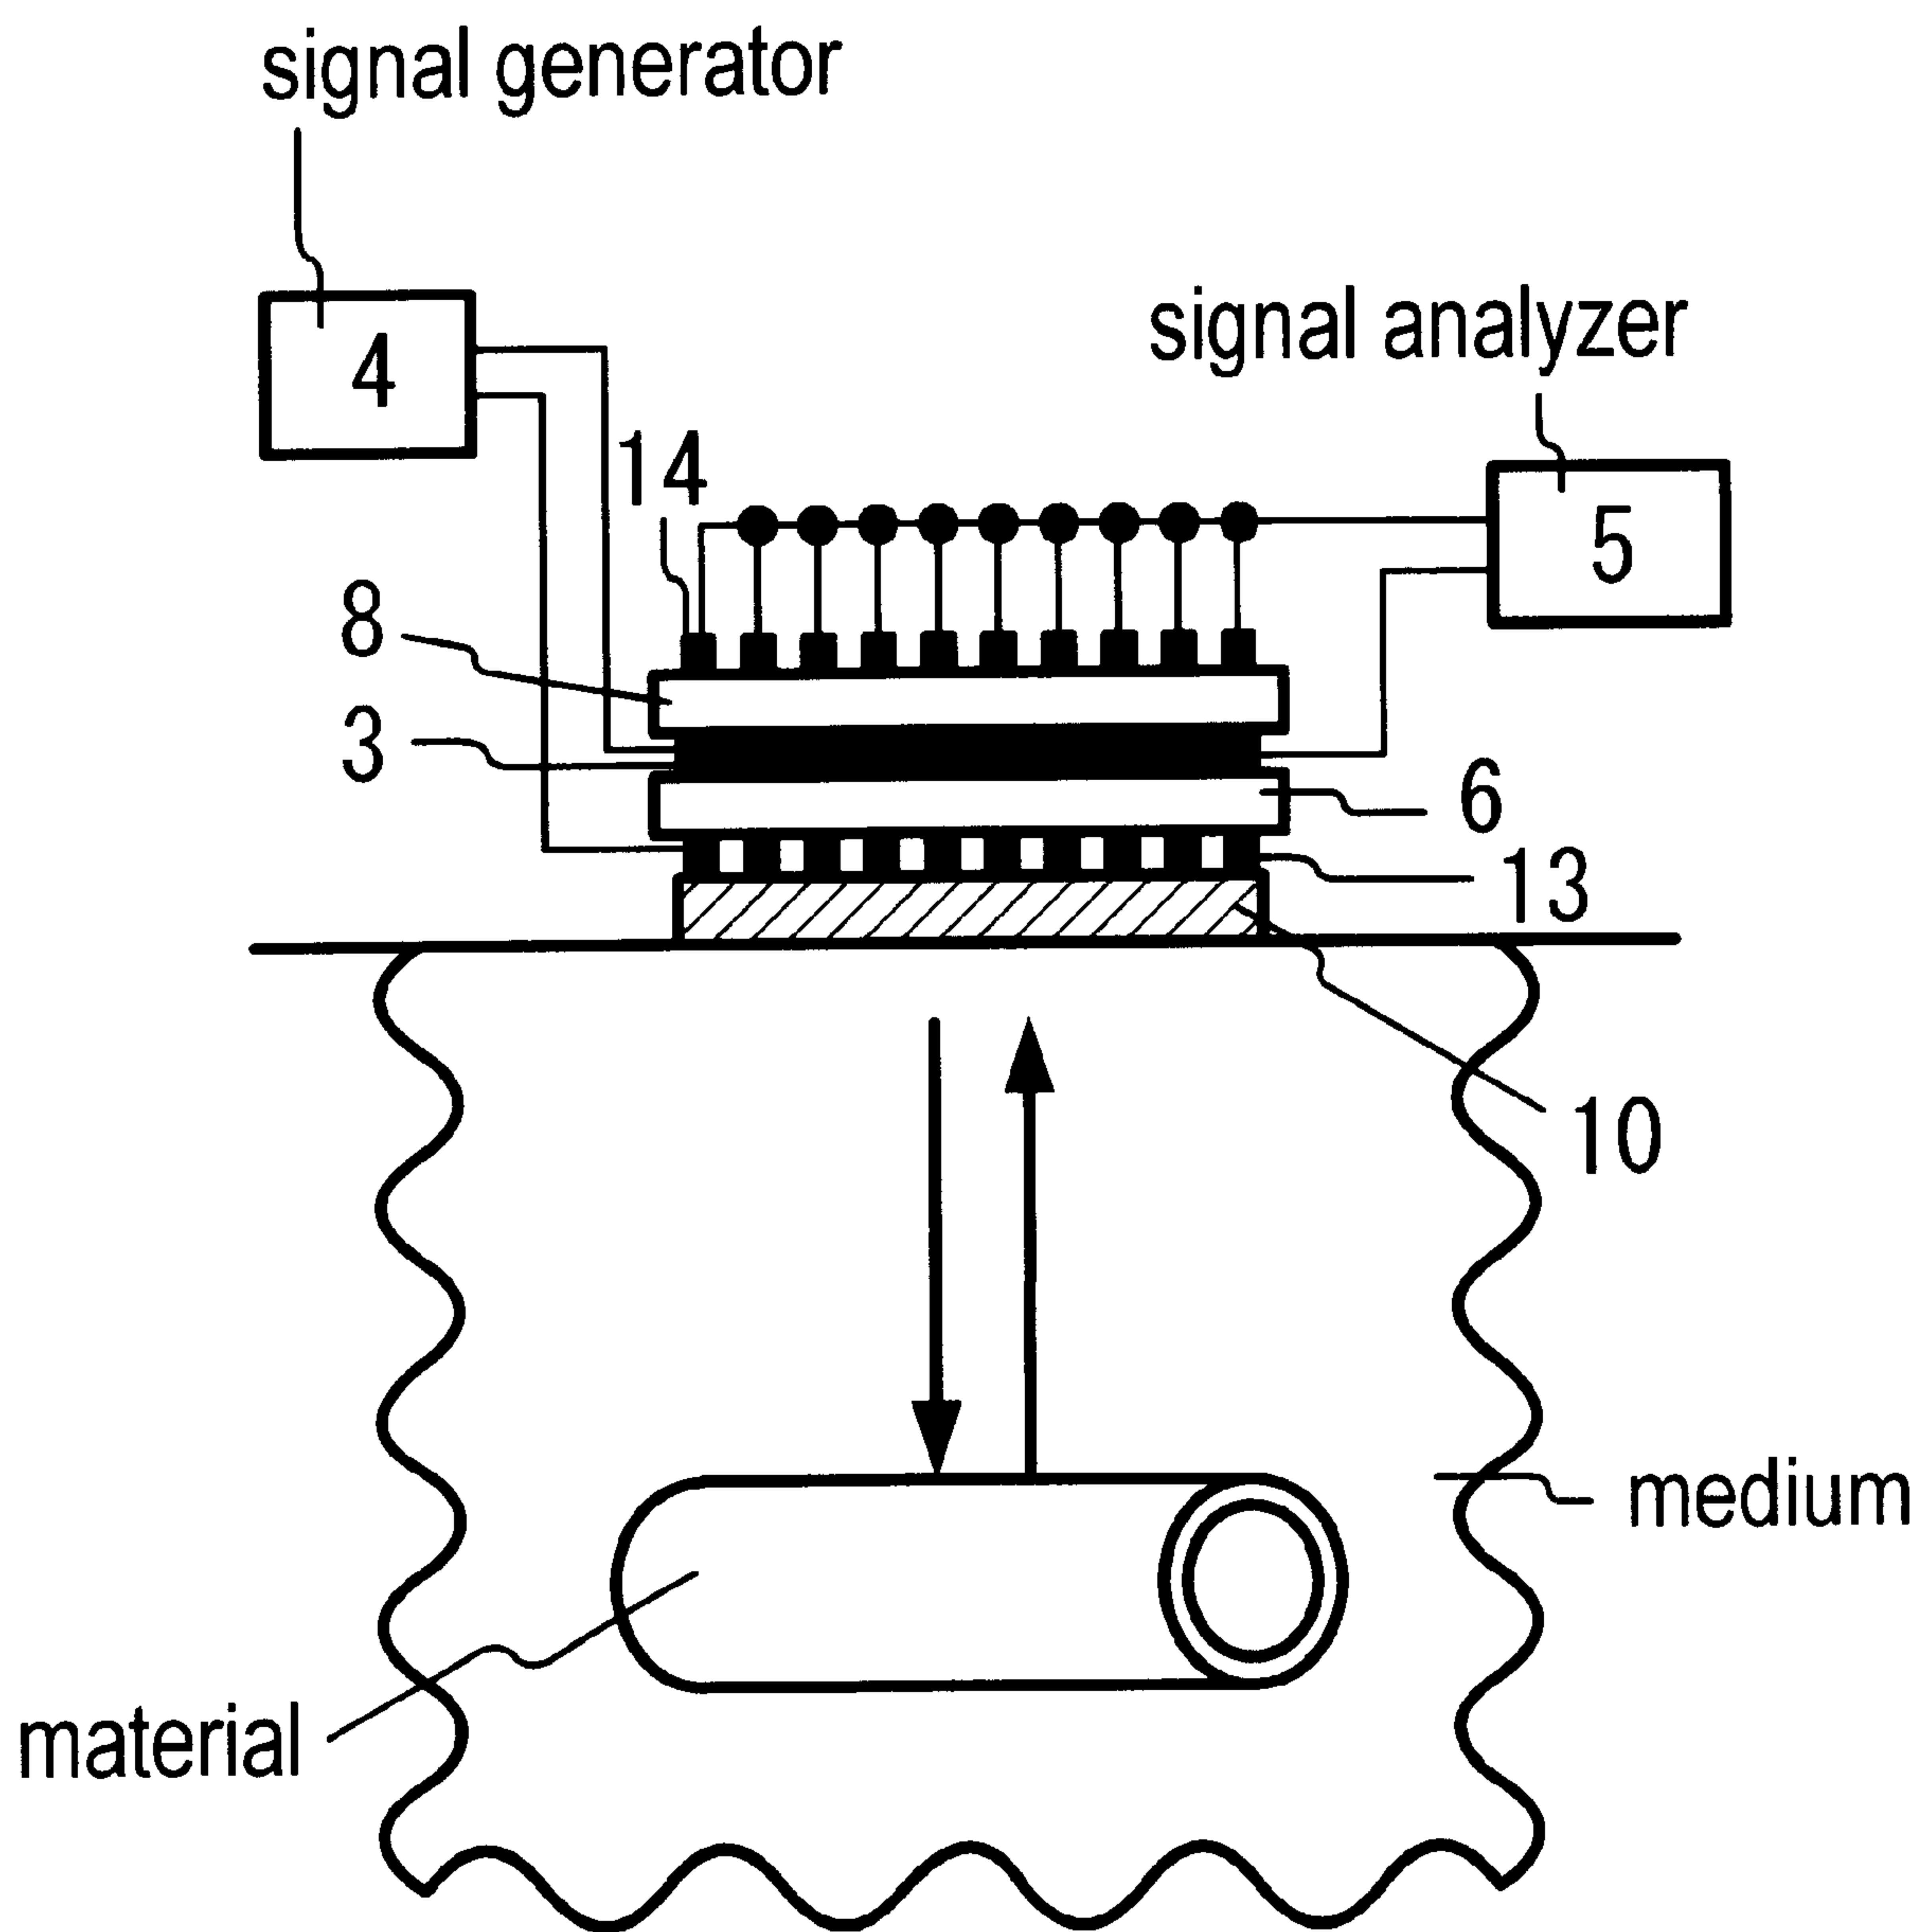 signal generator
4
signal analyzer
14
5
8
3
6
13
10
medium
material